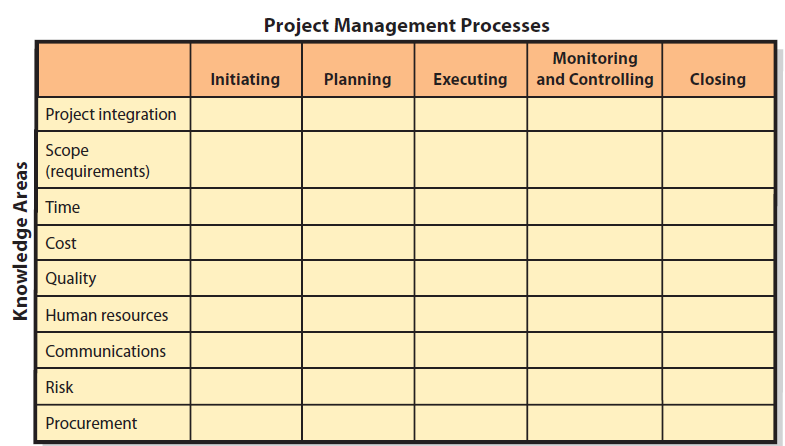 Project Management Processes
Monitoring
Initiating Planning Executing and Controlling Closing
Knowledge Areas
Project integration
Scope
(requirements)
Time
Cost
Quality
Human resources
Communications
Risk
Procurement